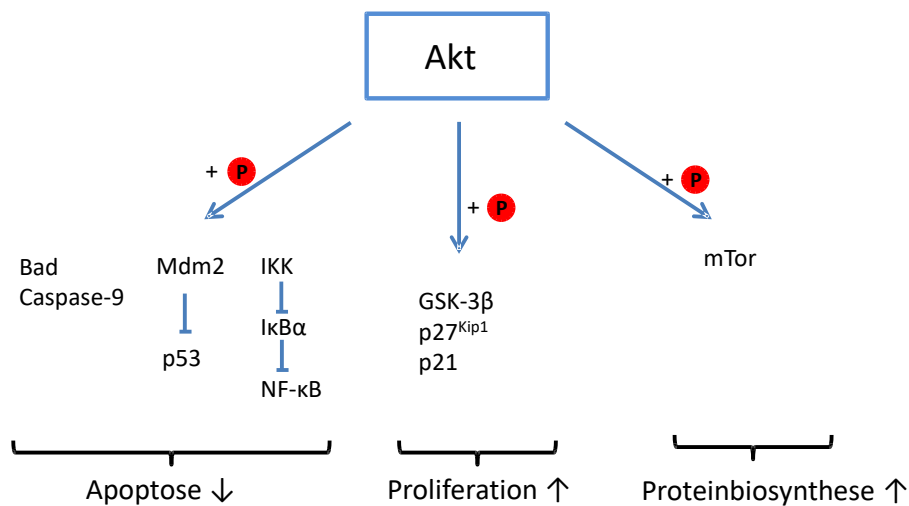 Akt
+ P
+ P
+ P
Bad
Caspase-9
Mdm2
p53
IKK
IκBα
NF-κB
GSK-3β
p27Kip1
p21
mTor
Apoptose ↓
Proliferation ↑
Proteinbiosynthese ↑